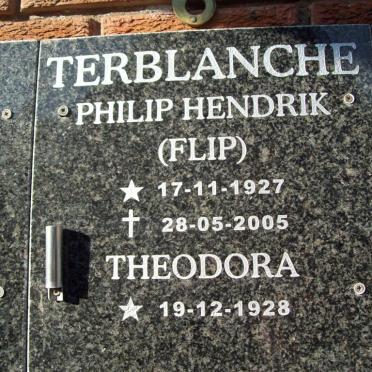 TERBLANCHE
PHILIP HENDRIK
(FLIP)
★ 17-11-1927
✝ 28-05-2005
THEODORA
★ 19-12-1928